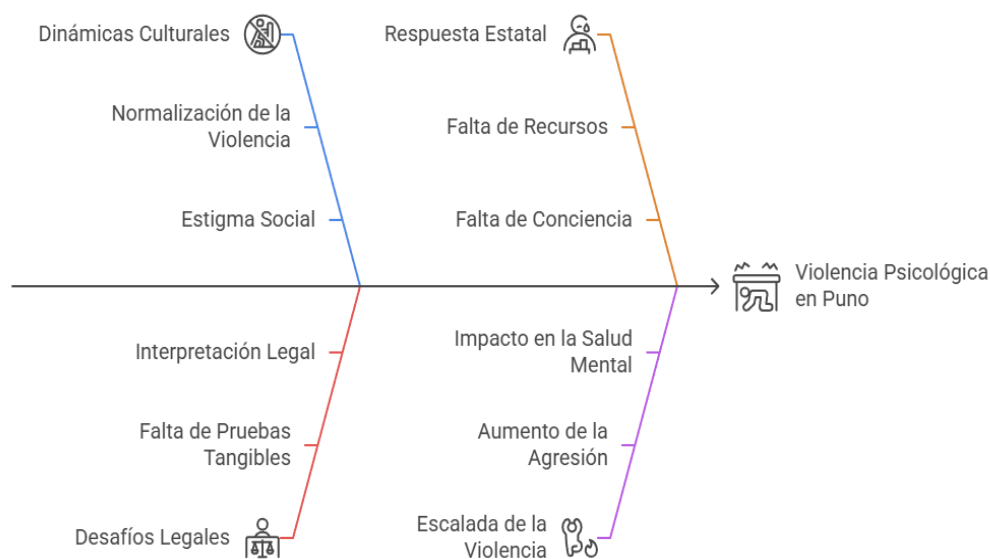 Dinámicas Culturales
Respuesta Estatal
Normalización de la
Violencia
Falta de Recursos
Estigma Social
Falta de Conciencia
Violencia Psicológica
en Puno
Interpretación Legal
Impacto en la Salud
Mental
Falta de Pruebas
Tangibles
Aumento de la
Agresión
Desafíos Legales
Escalada de la
Violencia